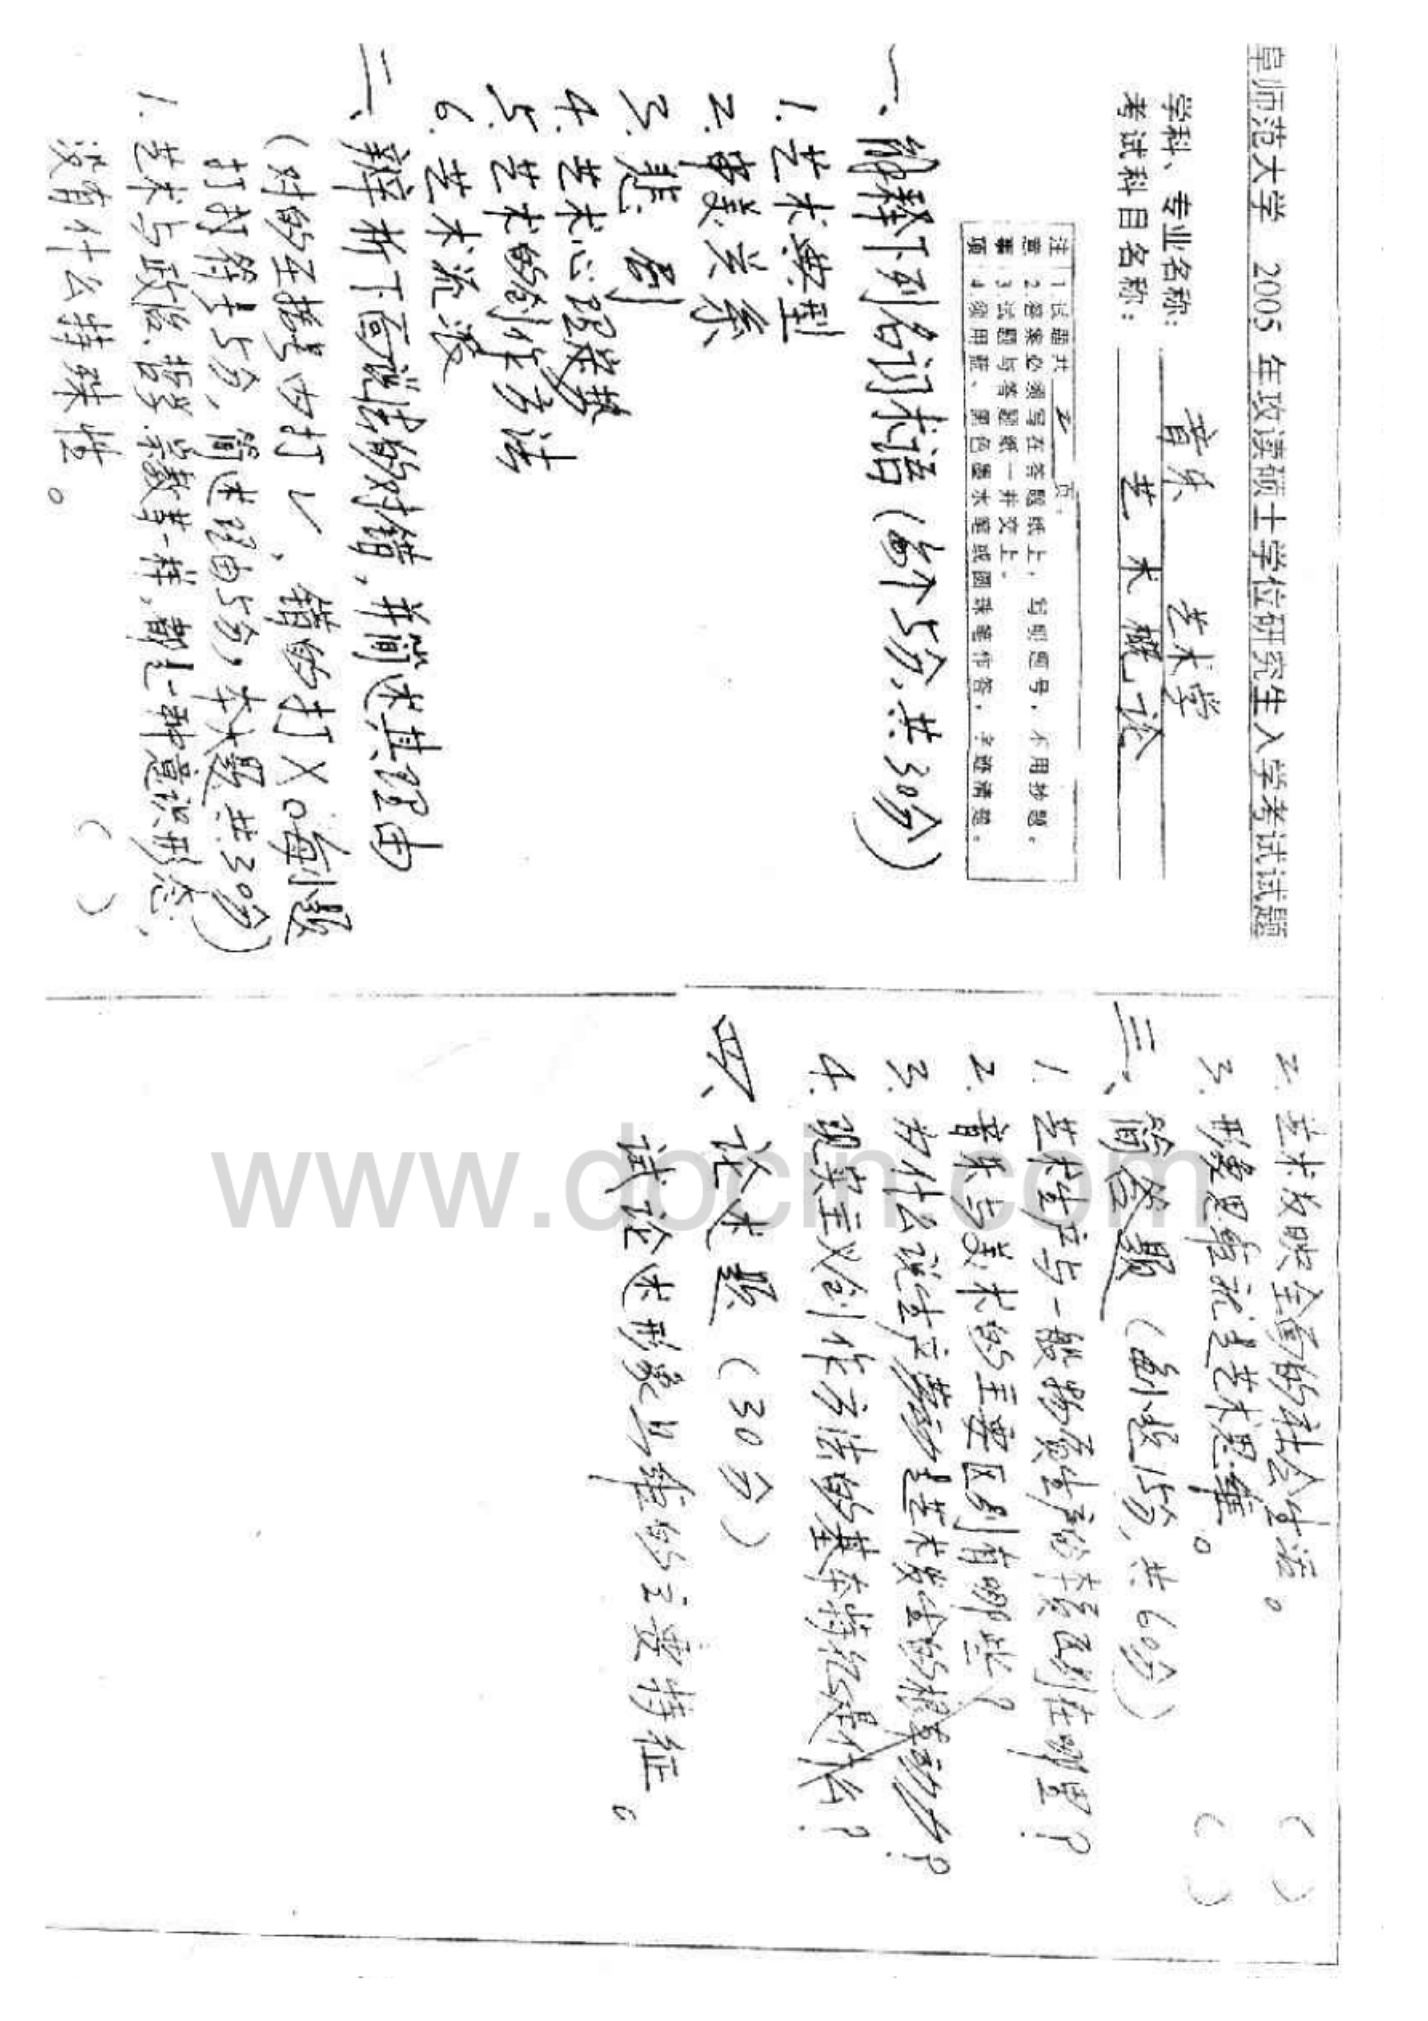 阜师范大学 2005 年攻读硕士学位研究生入学考试试题
学科、专业名称: 音乐 艺术学
考试科目名称: 艺术概论
注意事项
1 试题共 2 页。
2 答案必须写在答题纸上，写明题号，不用抄题。
3 试题与答题纸一并交上。
4 须用蓝、黑色墨水笔或圆珠笔作答，字迹清楚。
一、解释下列名词术语(每个5分,共30分)
1. 艺术典型
2. 审美关系
3. 悲剧
4. 艺术心理
5. 艺术的创作方法
6. 艺术流派
二、辨析下面说法的对错,并简述其理由
(对的在括号内打✓、错的打×。每小题
打打符号5分,简述理由5分,本大题共30分)
1. 艺术与政治、哲学、宗教等一样,都是一种意识形态,
没有什么特殊性。 ( )
2. 艺术反映全面的社会生活。 ( )
3. 形象思维就是艺术思维。 ( )
三、简答题(每小题15分,共60分)
1. 艺术生产与一般物质生产的本质区别在哪里?
2. 音乐与美术的主要区别有哪些?
3. 为什么说生产劳动是艺术发生的根本动力?
4. 现实主义创作方法的基本特征是什么?
四、论述题(30分)
试论述形象思维的主要特征。
www.docin.com